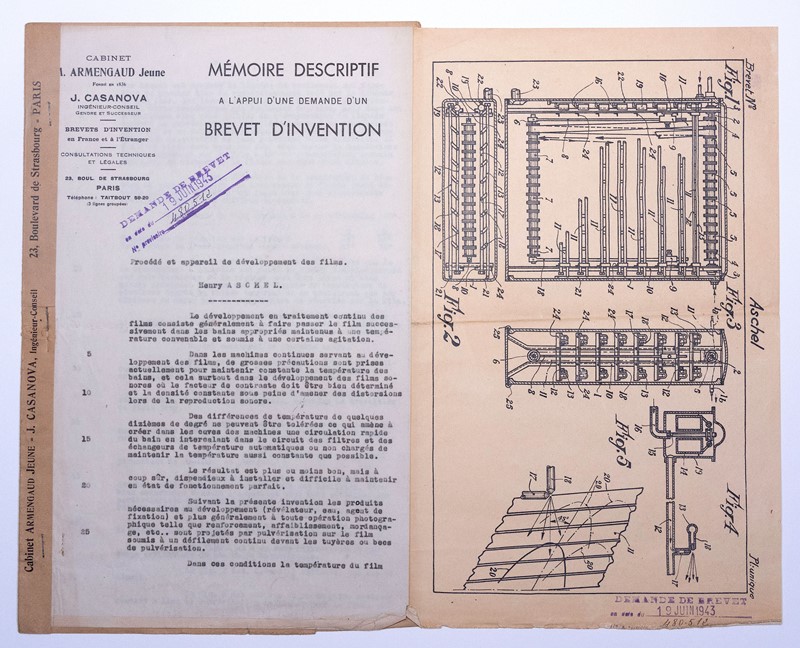 Cabinet ARMENGAUD JEUNE - J. CASANOVA, Ingénieur-Conseil 23, Boulevard de Strasbourg - PARIS
CABINET
ARMENGAUD Jeune
J. CASANOVA
INGÉNIEUR-CONSEIL
GENDRE ET SUCCESSEUR
BREVETS D'INVENTION
en France et à l'Étranger
CONSULTATIONS TECHNIQUES
ET LÉGALES
23, BOUL. DE STRASBOURG
PARIS
Téléphone : TAITBOUT 59-20
(2 lignes groupées)
MÉMOIRE DESCRIPTIF
A L'APPUI D'UNE DEMANDE D'UN
BREVET D'INVENTION
DEMANDE DE BREVET
en date du 19 JUIN 1943
N° provisoire 480.512
Procédé et appareil de développement des films.
Henry ASCHEL.
Le développement en traitement continu des
films consiste généralement à faire passer le film succes-
sivement dans les bains appropriés maintenus à une tempé-
rature convenable et soumis à une certaine agitation.
5 Dans les machines continues servant au déve-
loppement des films, de grosses précautions sont prises
actuellement pour maintenir constante la température des
bains, et cela surtout dans le développement des films so-
nores où le facteur de contraste doit être bien déterminé
10 et la densité constante sous peine d'amener des distorsions
lors de la reproduction sonore.
Des différences de température de quelques
dixièmes de degré ne peuvent être tolérées ce qui amène à
créer dans les cuves des machines une circulation rapide
15 du bain en intercalant dans le circuit des filtres et des
échangeurs de température automatiques ou non chargés de
maintenir la température aussi constante que possible.
Le résultat est plus ou moins bon, mais à
coup sûr, dispendieux à installer et difficile à maintenir
20 en état de fonctionnement parfait.
Suivant la présente invention les produits
nécessaires au développement (révélateur, eau, agent de
fixation) et plus généralement à toute opération photogra-
phique telle que renforcement, affaiblissement, mordança-
25 ge, etc.. sont projetés par pulvérisation sur le film
soumis à un défilement continu devant les tuyères ou becs
de pulvérisation.
Dans ces conditions la température du film
Brevet N°
Aschel
Pl. unique
Fig.1
Fig.2
Fig.3
Fig.4
Fig.5
DEMANDE DE BREVET
en date du 19 JUIN 1943
480.512